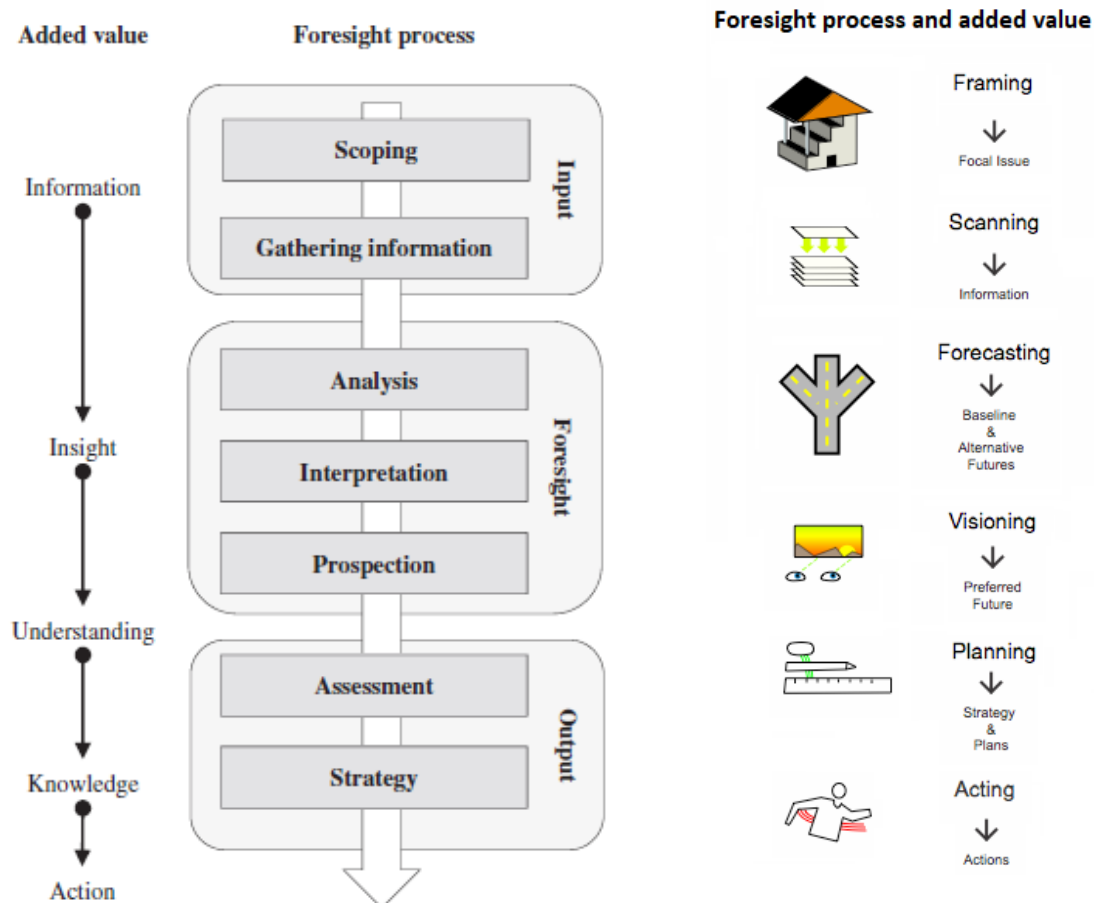 Added value
Foresight process
Information
Insight
Understanding
Knowledge
Action
Scoping
Gathering information
Input
Analysis
Interpretation
Prospection
Foresight
Assessment
Strategy
Output
Foresight process and added value
Framing
Focal Issue
Scanning
Information
Forecasting
Baseline
&
Alternative
Futures
Visioning
Preferred
Future
Planning
Strategy
&
Plans
Acting
Actions